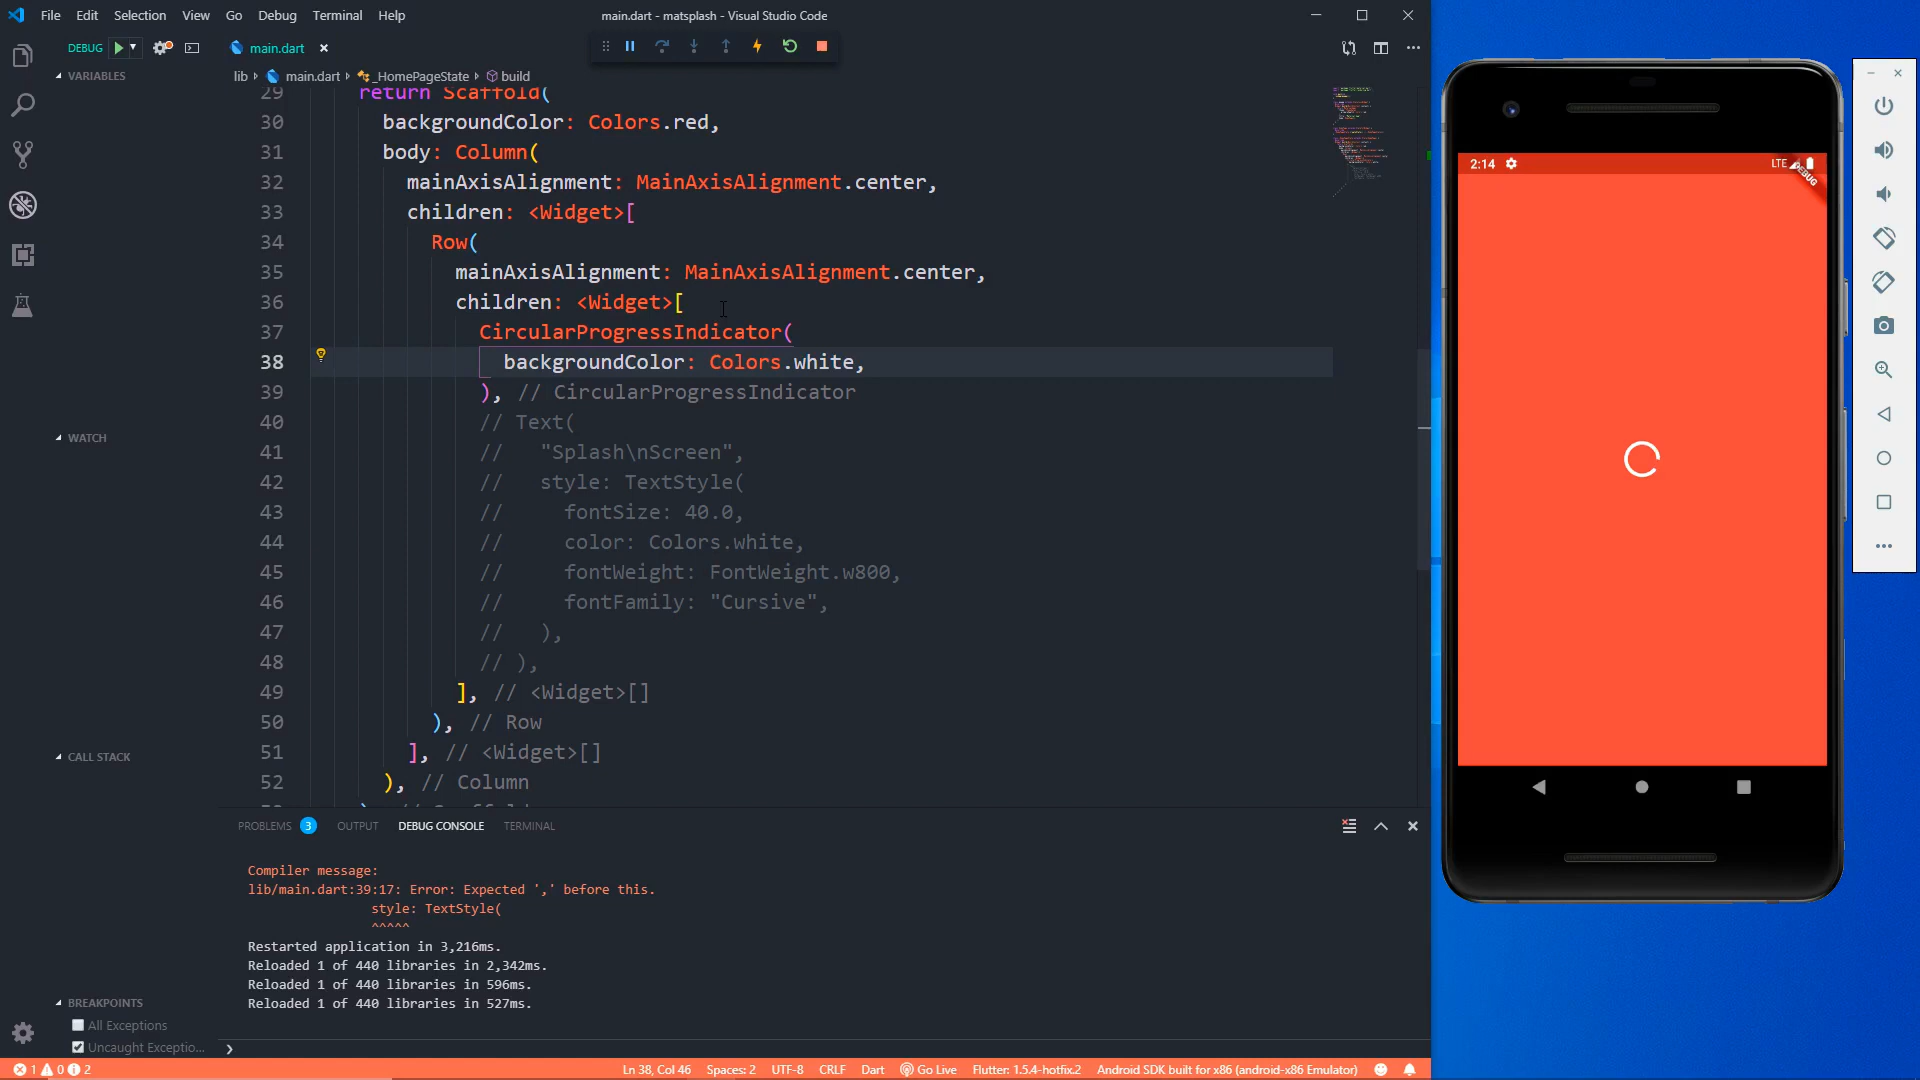 File Edit Selection View Go Debug Terminal Help
main.dart - matsplash - Visual Studio Code
DEBUG
main.dart
VARIABLES
lib main.dart _HomePageState build
29 return Scaffold(
30 backgroundColor: Colors.red,
31 body: Column(
32 mainAxisAlignment: MainAxisAlignment.center,
33 children: <Widget>[
34 Row(
35 mainAxisAlignment: MainAxisAlignment.center,
36 children: <Widget>[
37 CircularProgressIndicator(
38 backgroundColor: Colors.white,
39 ), // CircularProgressIndicator
40 // Text(
41 // "Splash\nScreen",
42 // style: TextStyle(
43 // fontSize: 40.0,
44 // color: Colors.white,
45 // fontWeight: FontWeight.w800,
46 // fontFamily: "Cursive",
47 // ),
48 // ),
49 ], // <Widget>[]
50 ), // Row
51 ], // <Widget>[]
52 ), // Column
WATCH
CALL STACK
BREAKPOINTS
All Exceptions
Uncaught Exceptio...
PROBLEMS 3 OUTPUT DEBUG CONSOLE TERMINAL
Compiler message:
lib/main.dart:39:17: Error: Expected ',' before this.
style: TextStyle(
^^^^^
Restarted application in 3,216ms.
Reloaded 1 of 440 libraries in 2,342ms.
Reloaded 1 of 440 libraries in 596ms.
Reloaded 1 of 440 libraries in 527ms.
1 0 2
Ln 38, Col 46 Spaces: 2 UTF-8 CRLF Dart Go Live Flutter: 1.5.4-hotfix.2 Android SDK built for x86 (android-x86 Emulator)
2:14 LTE
DEBUG